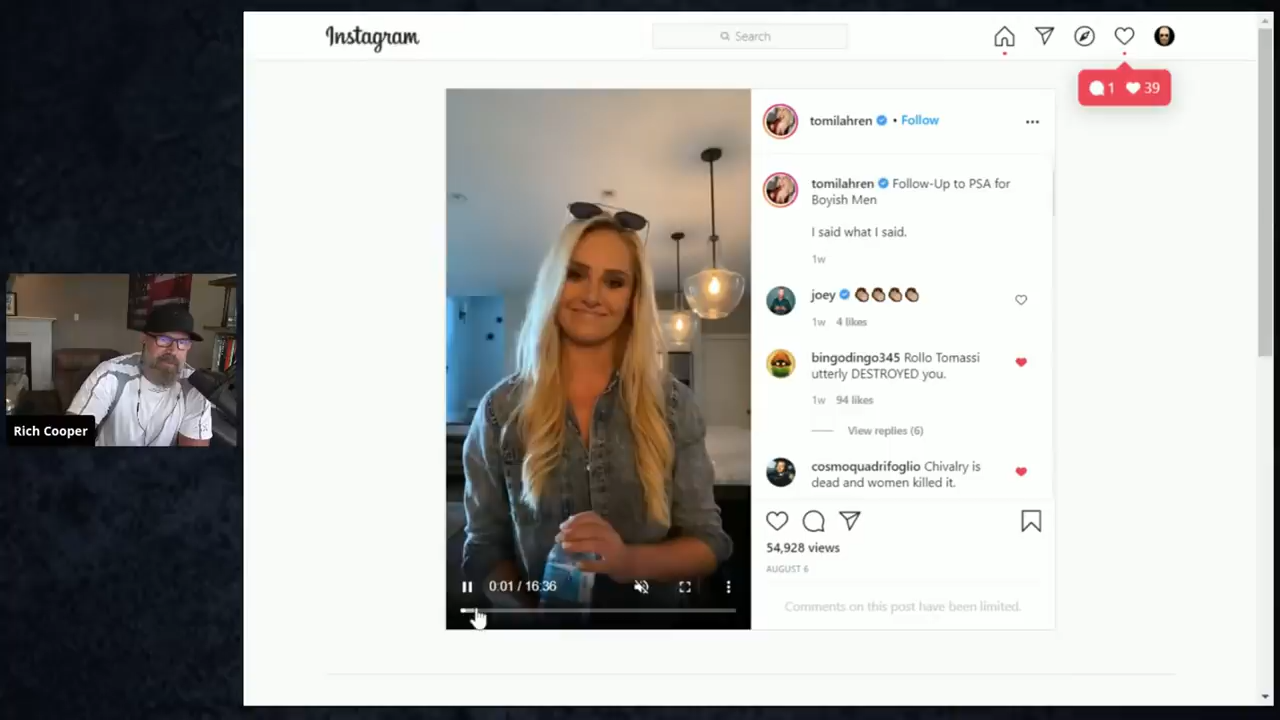 Instagram
Search
1 39
tomilahren • Follow
tomilahren Follow-Up to PSA for
Boyish Men
I said what I said.
1w
joey
1w 4 likes
bingodingo345 Rollo Tomassi
utterly DESTROYED you.
1w 94 likes
View replies (6)
cosmoquadrifoglio Chivalry is
dead and women killed it.
54,928 views
AUGUST 6
Comments on this post have been limited.
0:01 / 16:36
Rich Cooper